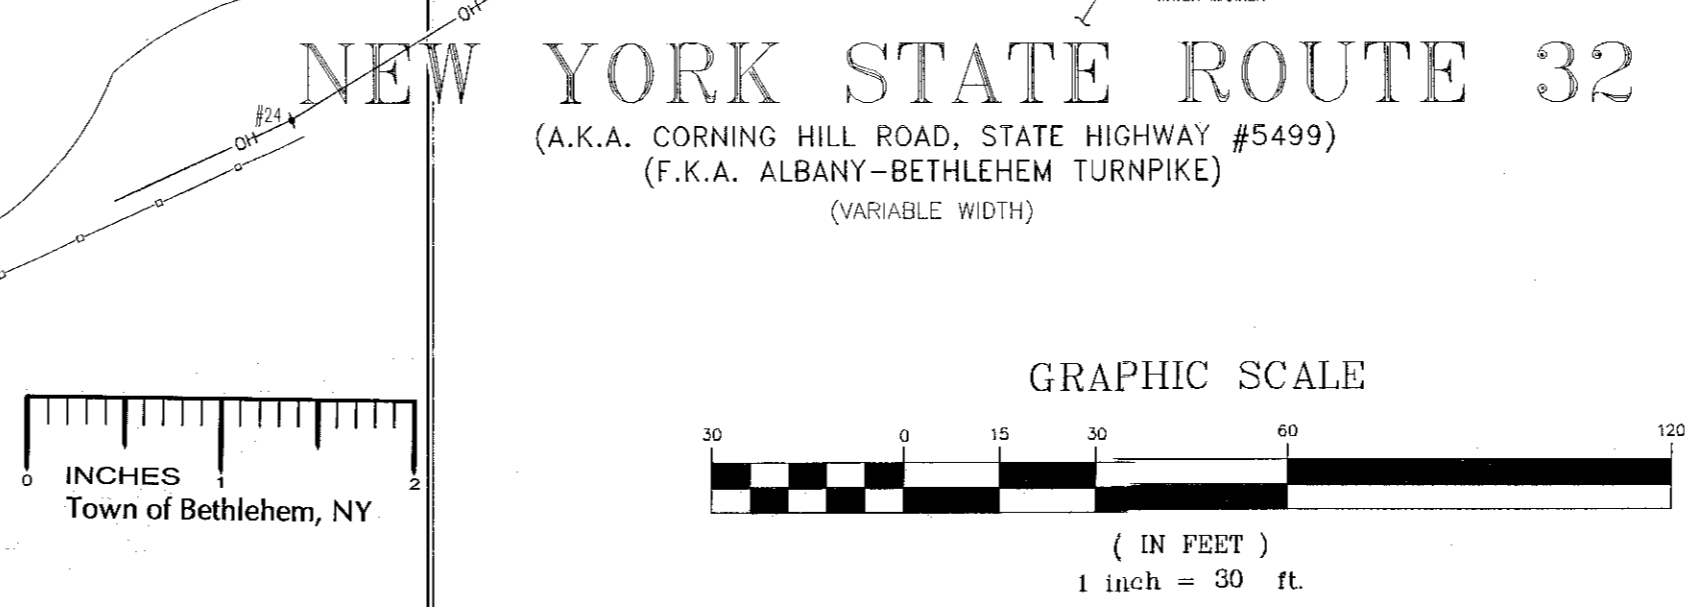 OH
NEW YORK STATE ROUTE 32
#24
OH
(A.K.A. CORNING HILL ROAD, STATE HIGHWAY #5499)
(F.K.A. ALBANY-BETHLEHEM TURNPIKE)
(VARIABLE WIDTH)
GRAPHIC SCALE
30 0 15 30 60 120
0 INCHES 1 2
Town of Bethlehem, NY
( IN FEET )
1 inch = 30 ft.